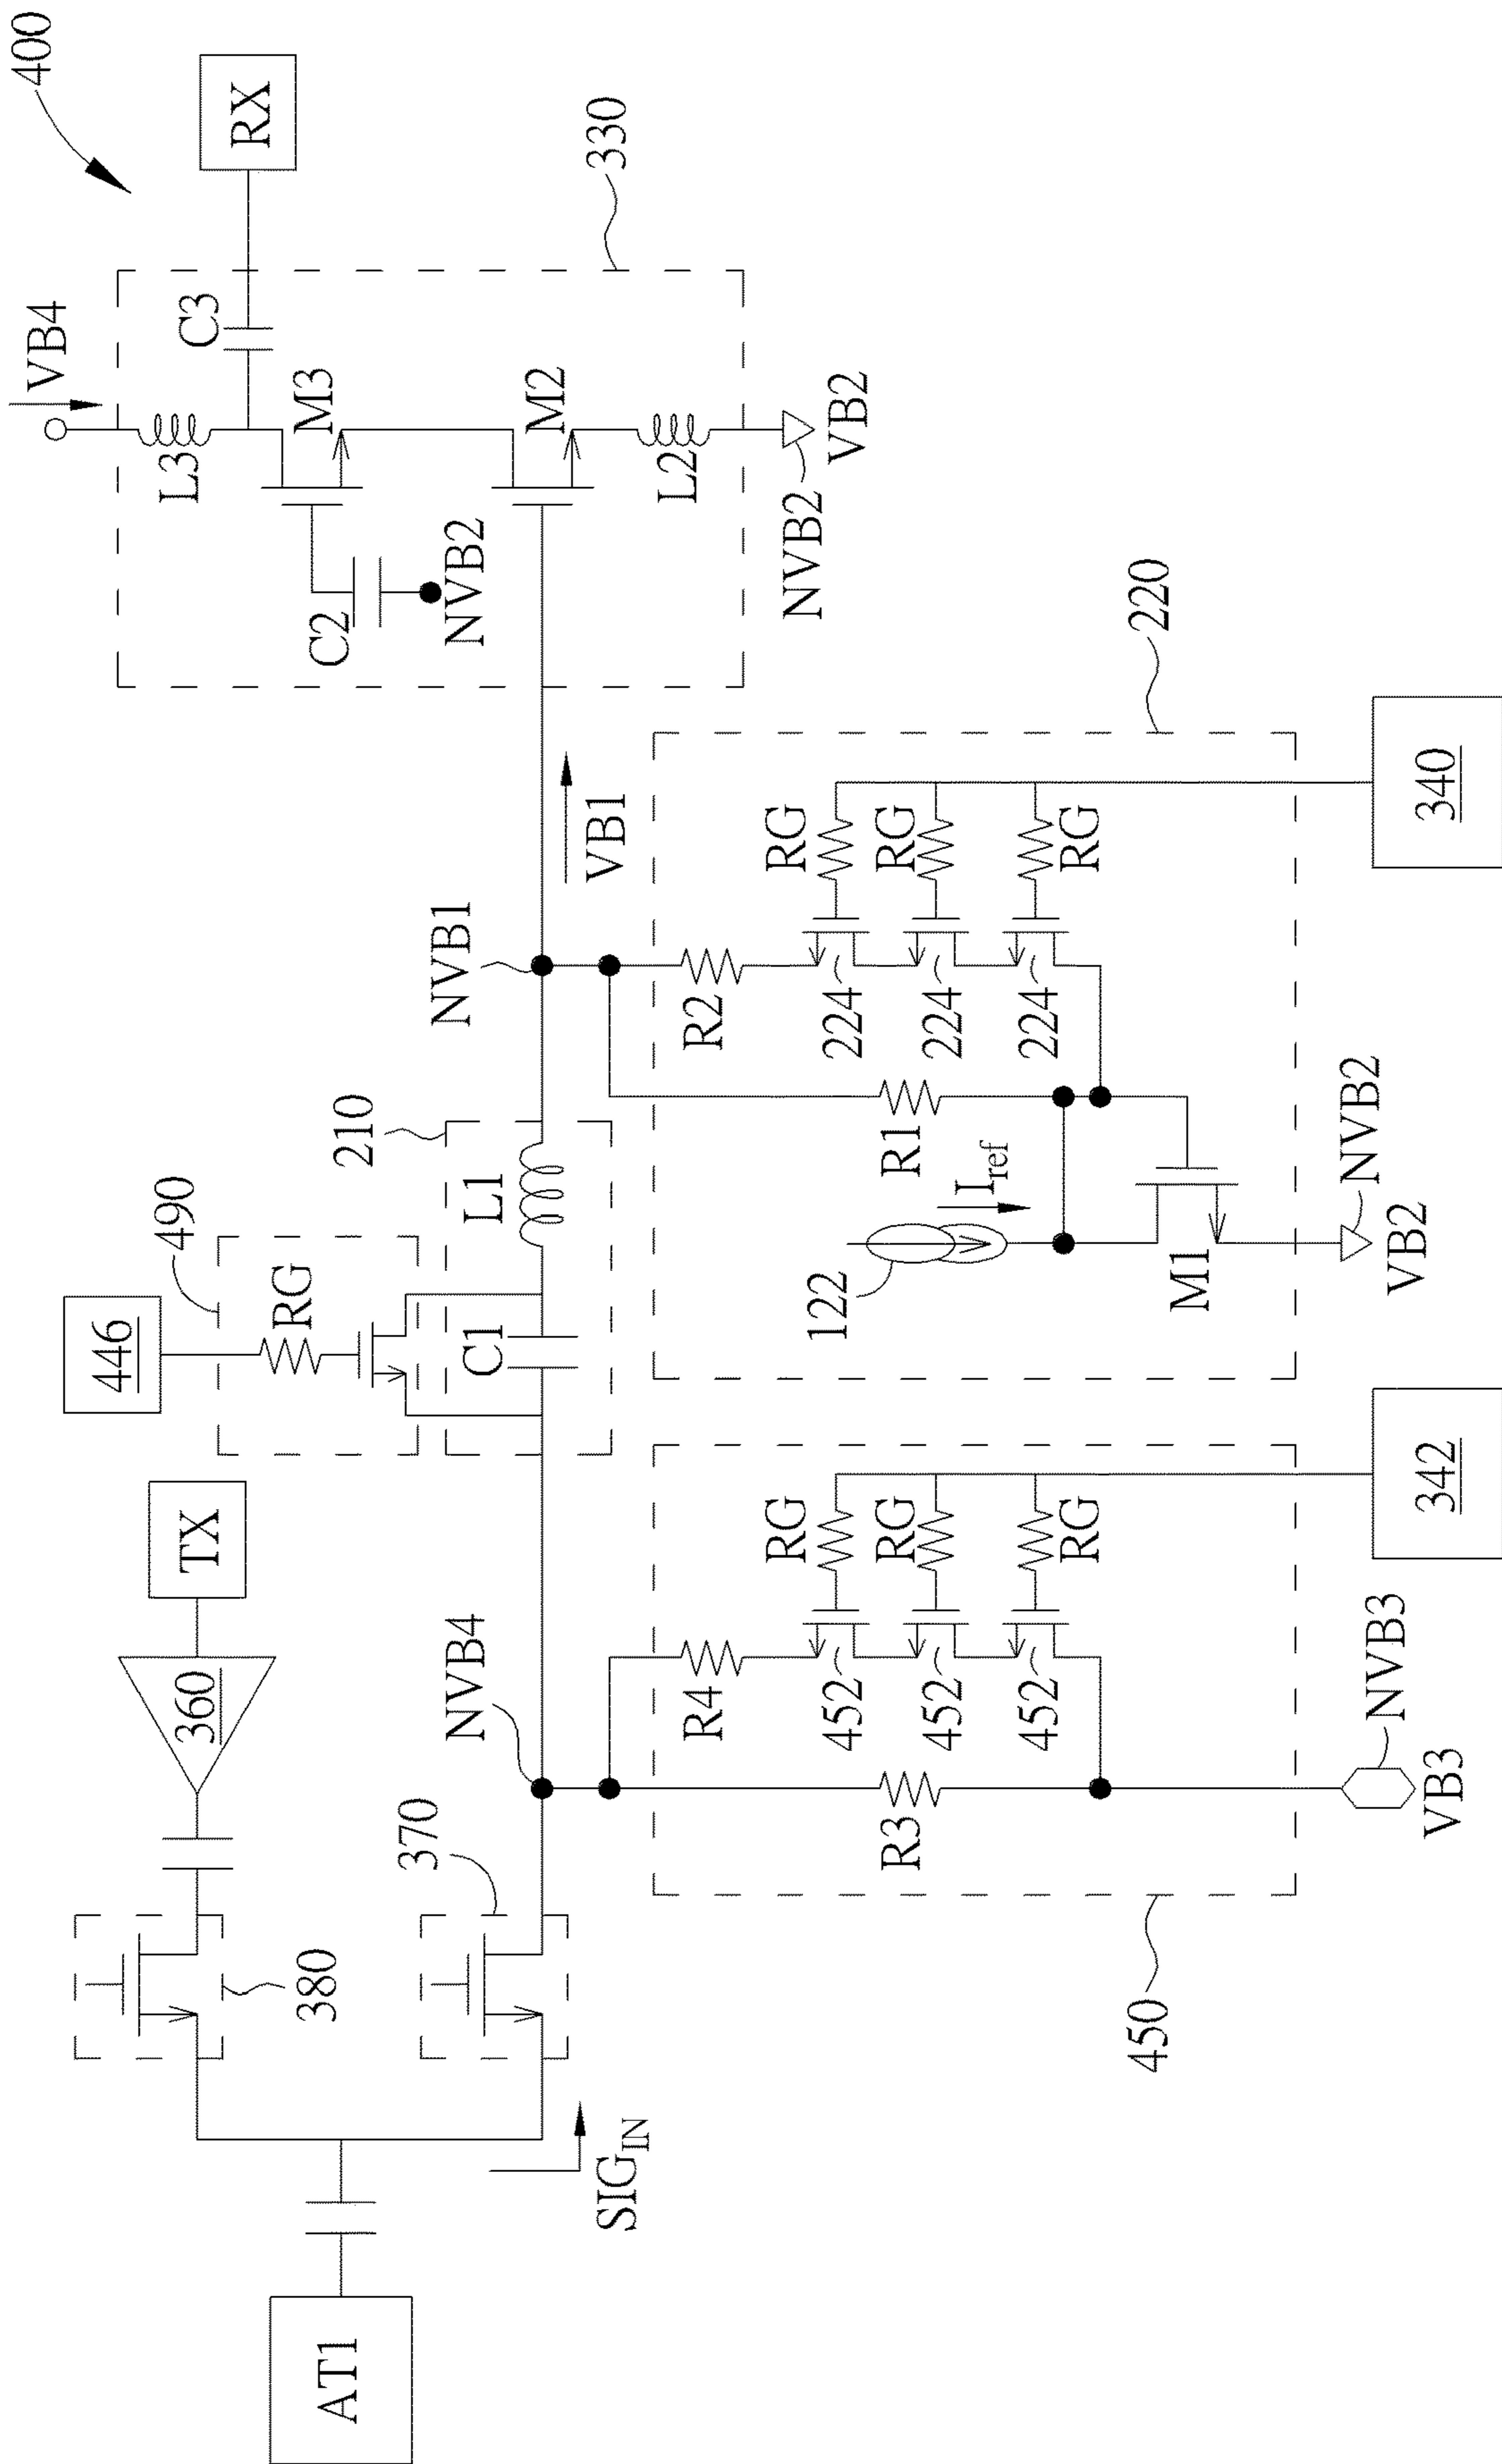 400
RX
VB4
330
C3
L3
M3
M2
C2
NVB2
L2
NVB2
VB2
446
490
RG
210
L1
C1
NVB1
VB1
220
R2
RG
RG
RG
224
224
224
R1
Iref
122
M1
NVB2
VB2
340
TX
360
380
370
NVB4
AT1
SIGIN
450
R4
RG
RG
RG
452
452
452
R3
342
NVB3
VB3